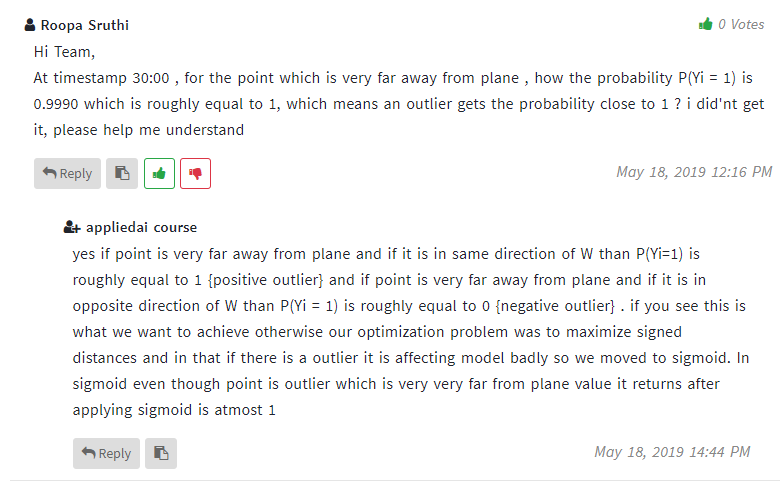 Roopa Sruthi
0 Votes
Hi Team,
At timestamp 30:00 , for the point which is very far away from plane , how the probability P(Yi = 1) is
0.9990 which is roughly equal to 1, which means an outlier gets the probability close to 1 ? i did'nt get
it, please help me understand
Reply
May 18, 2019 12:16 PM
appliedai course
yes if point is very far away from plane and if it is in same direction of W than P(Yi=1) is
roughly equal to 1 {positive outlier} and if point is very far away from plane and if it is in
opposite direction of W than P(Yi = 1) is roughly equal to 0 {negative outlier} . if you see this is
what we want to achieve otherwise our optimization problem was to maximize signed
distances and in that if there is a outlier it is affecting model badly so we moved to sigmoid. In
sigmoid even though point is outlier which is very very far from plane value it returns after
applying sigmoid is atmost 1
Reply
May 18, 2019 14:44 PM